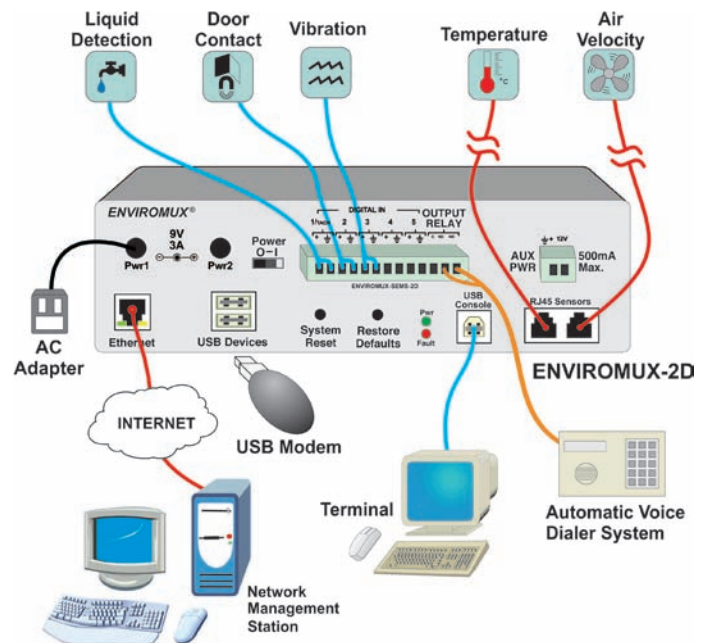 Liquid
Detection
Door
Contact
Vibration
Temperature
Air
Velocity
°C
ENVIROMUX®
DIGITAL IN
OUTPUT
RELAY
1/TACH 2 3 4 5
9V
3A
Pwr1
Pwr2
Power
O–I
ENVIROMUX-SEMS-2D
+ 12V
AUX
PWR
500mA
Max.
Ethernet
USB Devices
System
Reset
Restore
Defaults
Pwr
Fault
USB
Console
RJ45 Sensors
AC
Adapter
ENVIROMUX-2D
INTERNET
USB Modem
Terminal
Automatic Voice
Dialer System
Network
Management
Station